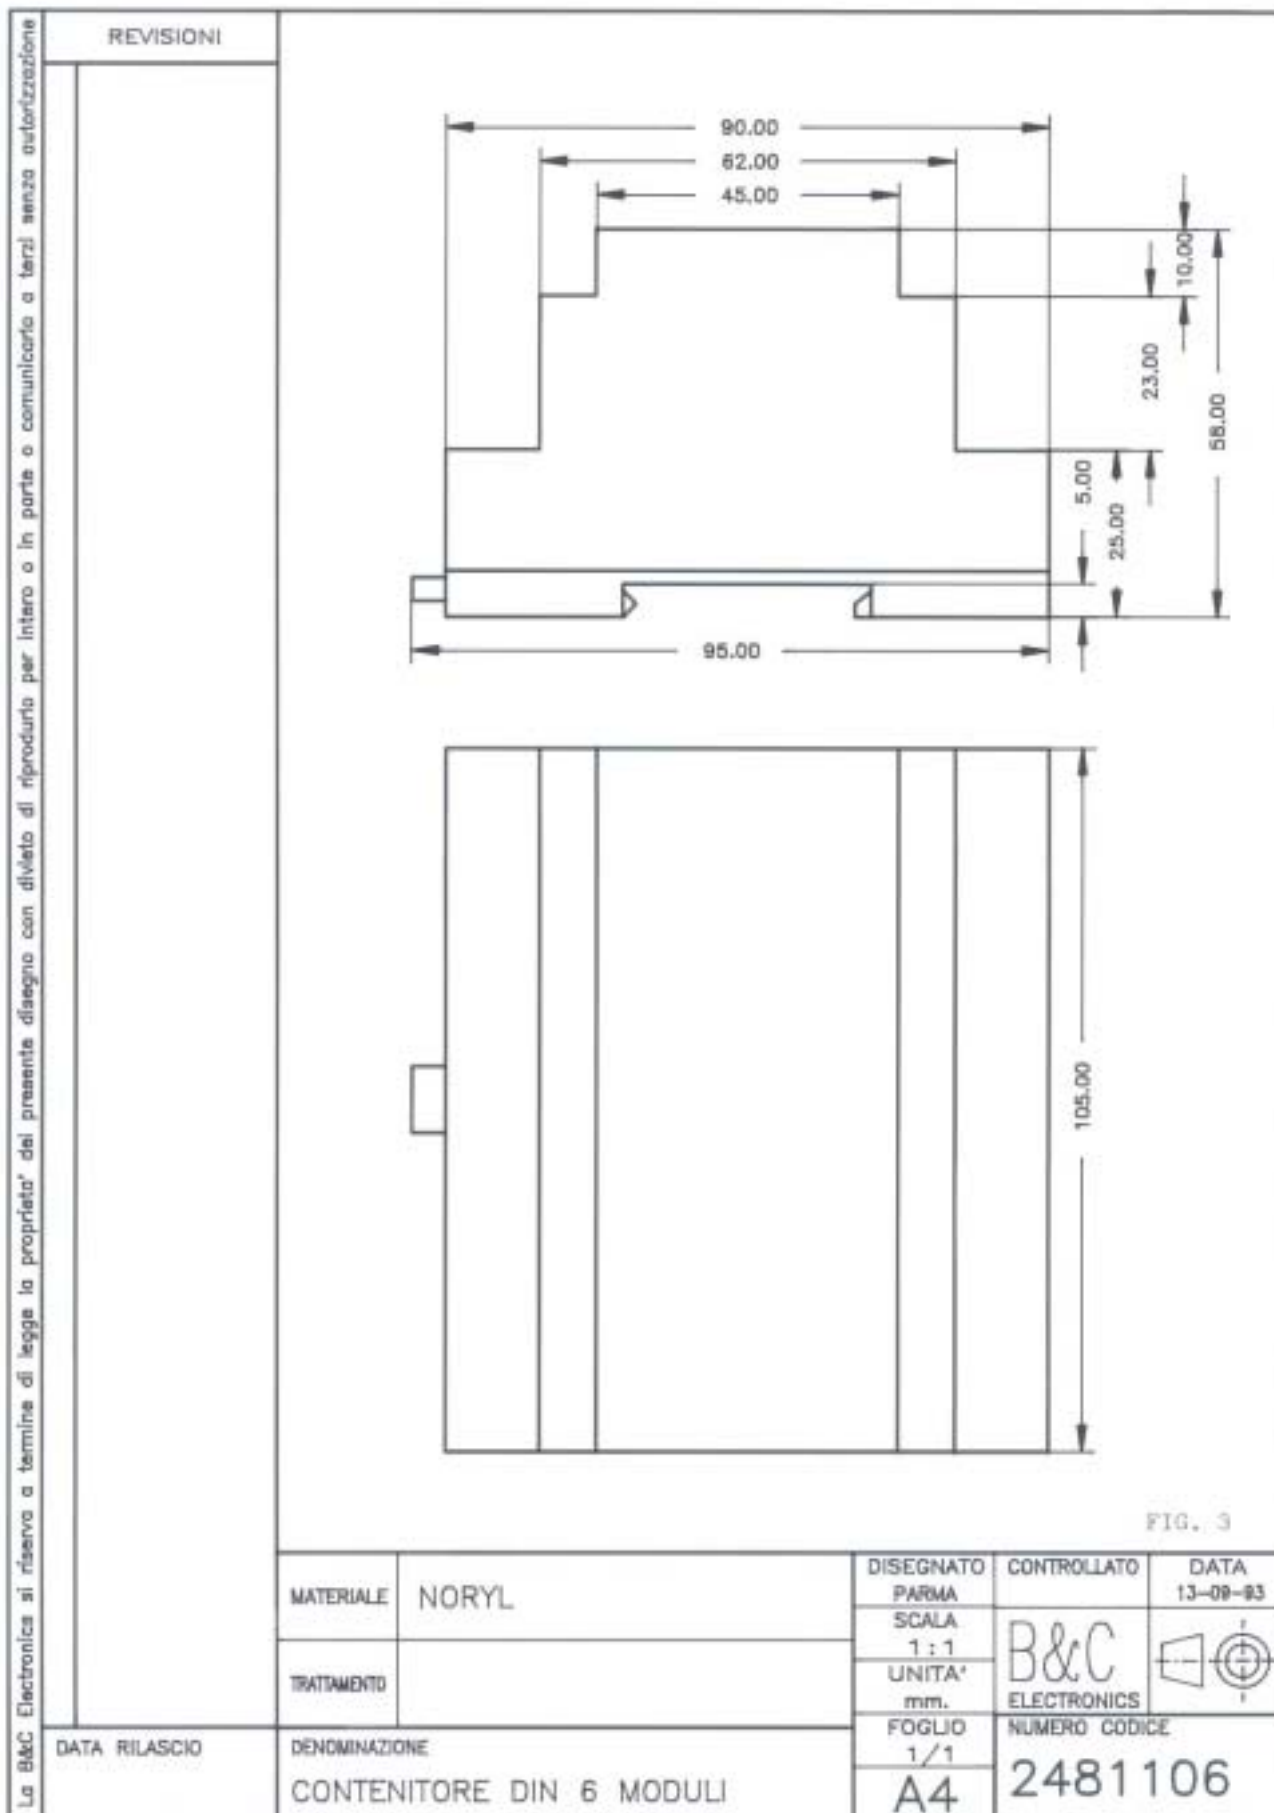 La B&C Electronics si riserva a termine di legge la proprieta' del presente disegno con divieto di riprodurlo per intero o in parte o comunicarlo a terzi senza autorizzazione
REVISIONI
90.00
62.00
45.00
10.00
23.00
58.00
5.00
25.00
95.00
105.00
FIG. 3
MATERIALE
NORYL
TRATTAMENTO
DISEGNATO
PARMA
CONTROLLATO
DATA
13-09-93
SCALA
1:1
UNITA'
mm.
B&C
ELECTRONICS
DATA RILASCIO
DENOMINAZIONE
CONTENITORE DIN 6 MODULI
FOGLIO
1/1
A4
NUMERO CODICE
2481106